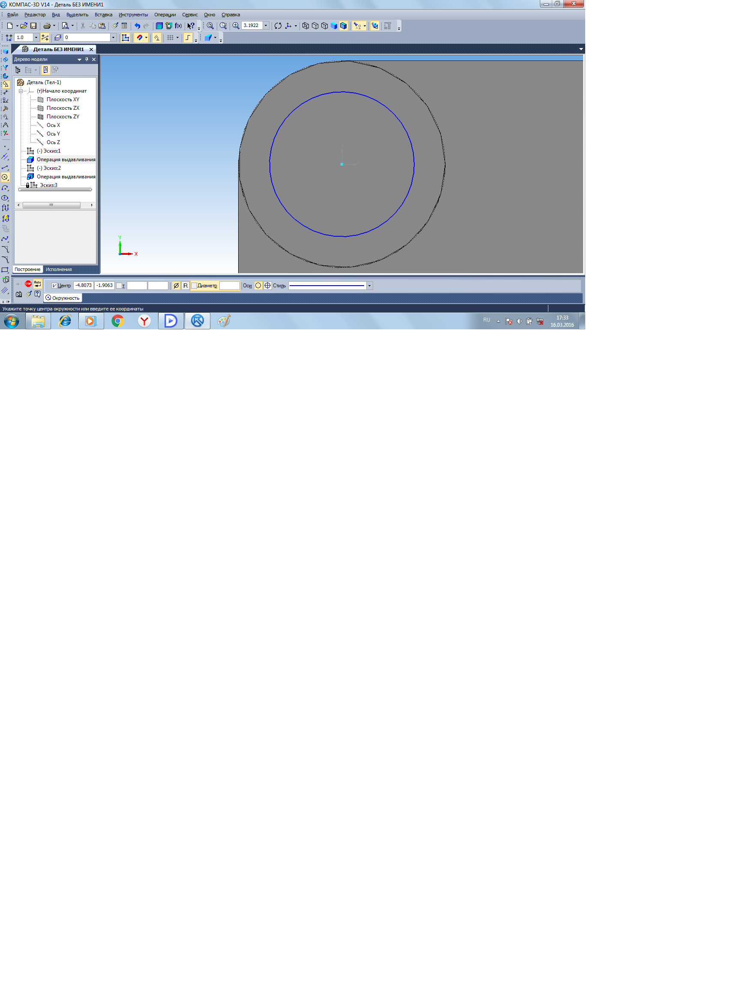 КОМПАС-3D V14 - Деталь БЕЗ ИМЕНИ1
Файл Редактор Вид Выделить Вставка Инструменты Операции Сервис Окно Справка
f(x) 3.1922
1.0 0
Деталь БЕЗ ИМЕНИ1
Дерево модели
Деталь (Тел-1)
(т)Начало координат
Плоскость XY
Плоскость ZX
Плоскость ZY
Ось X
Ось Y
Ось Z
(-) Эскиз:1
Операция выдавливания
(-) Эскиз:2
Операция выдавливания
Эскиз:3
Y
X
Построение Исполнения
STOP Auto Центр -4.8073 -1.9063 т R Диаметр Оси Стиль
Окружность
Укажите точку центра окружности или введите ее координаты
RU 17:33
16.03.2016